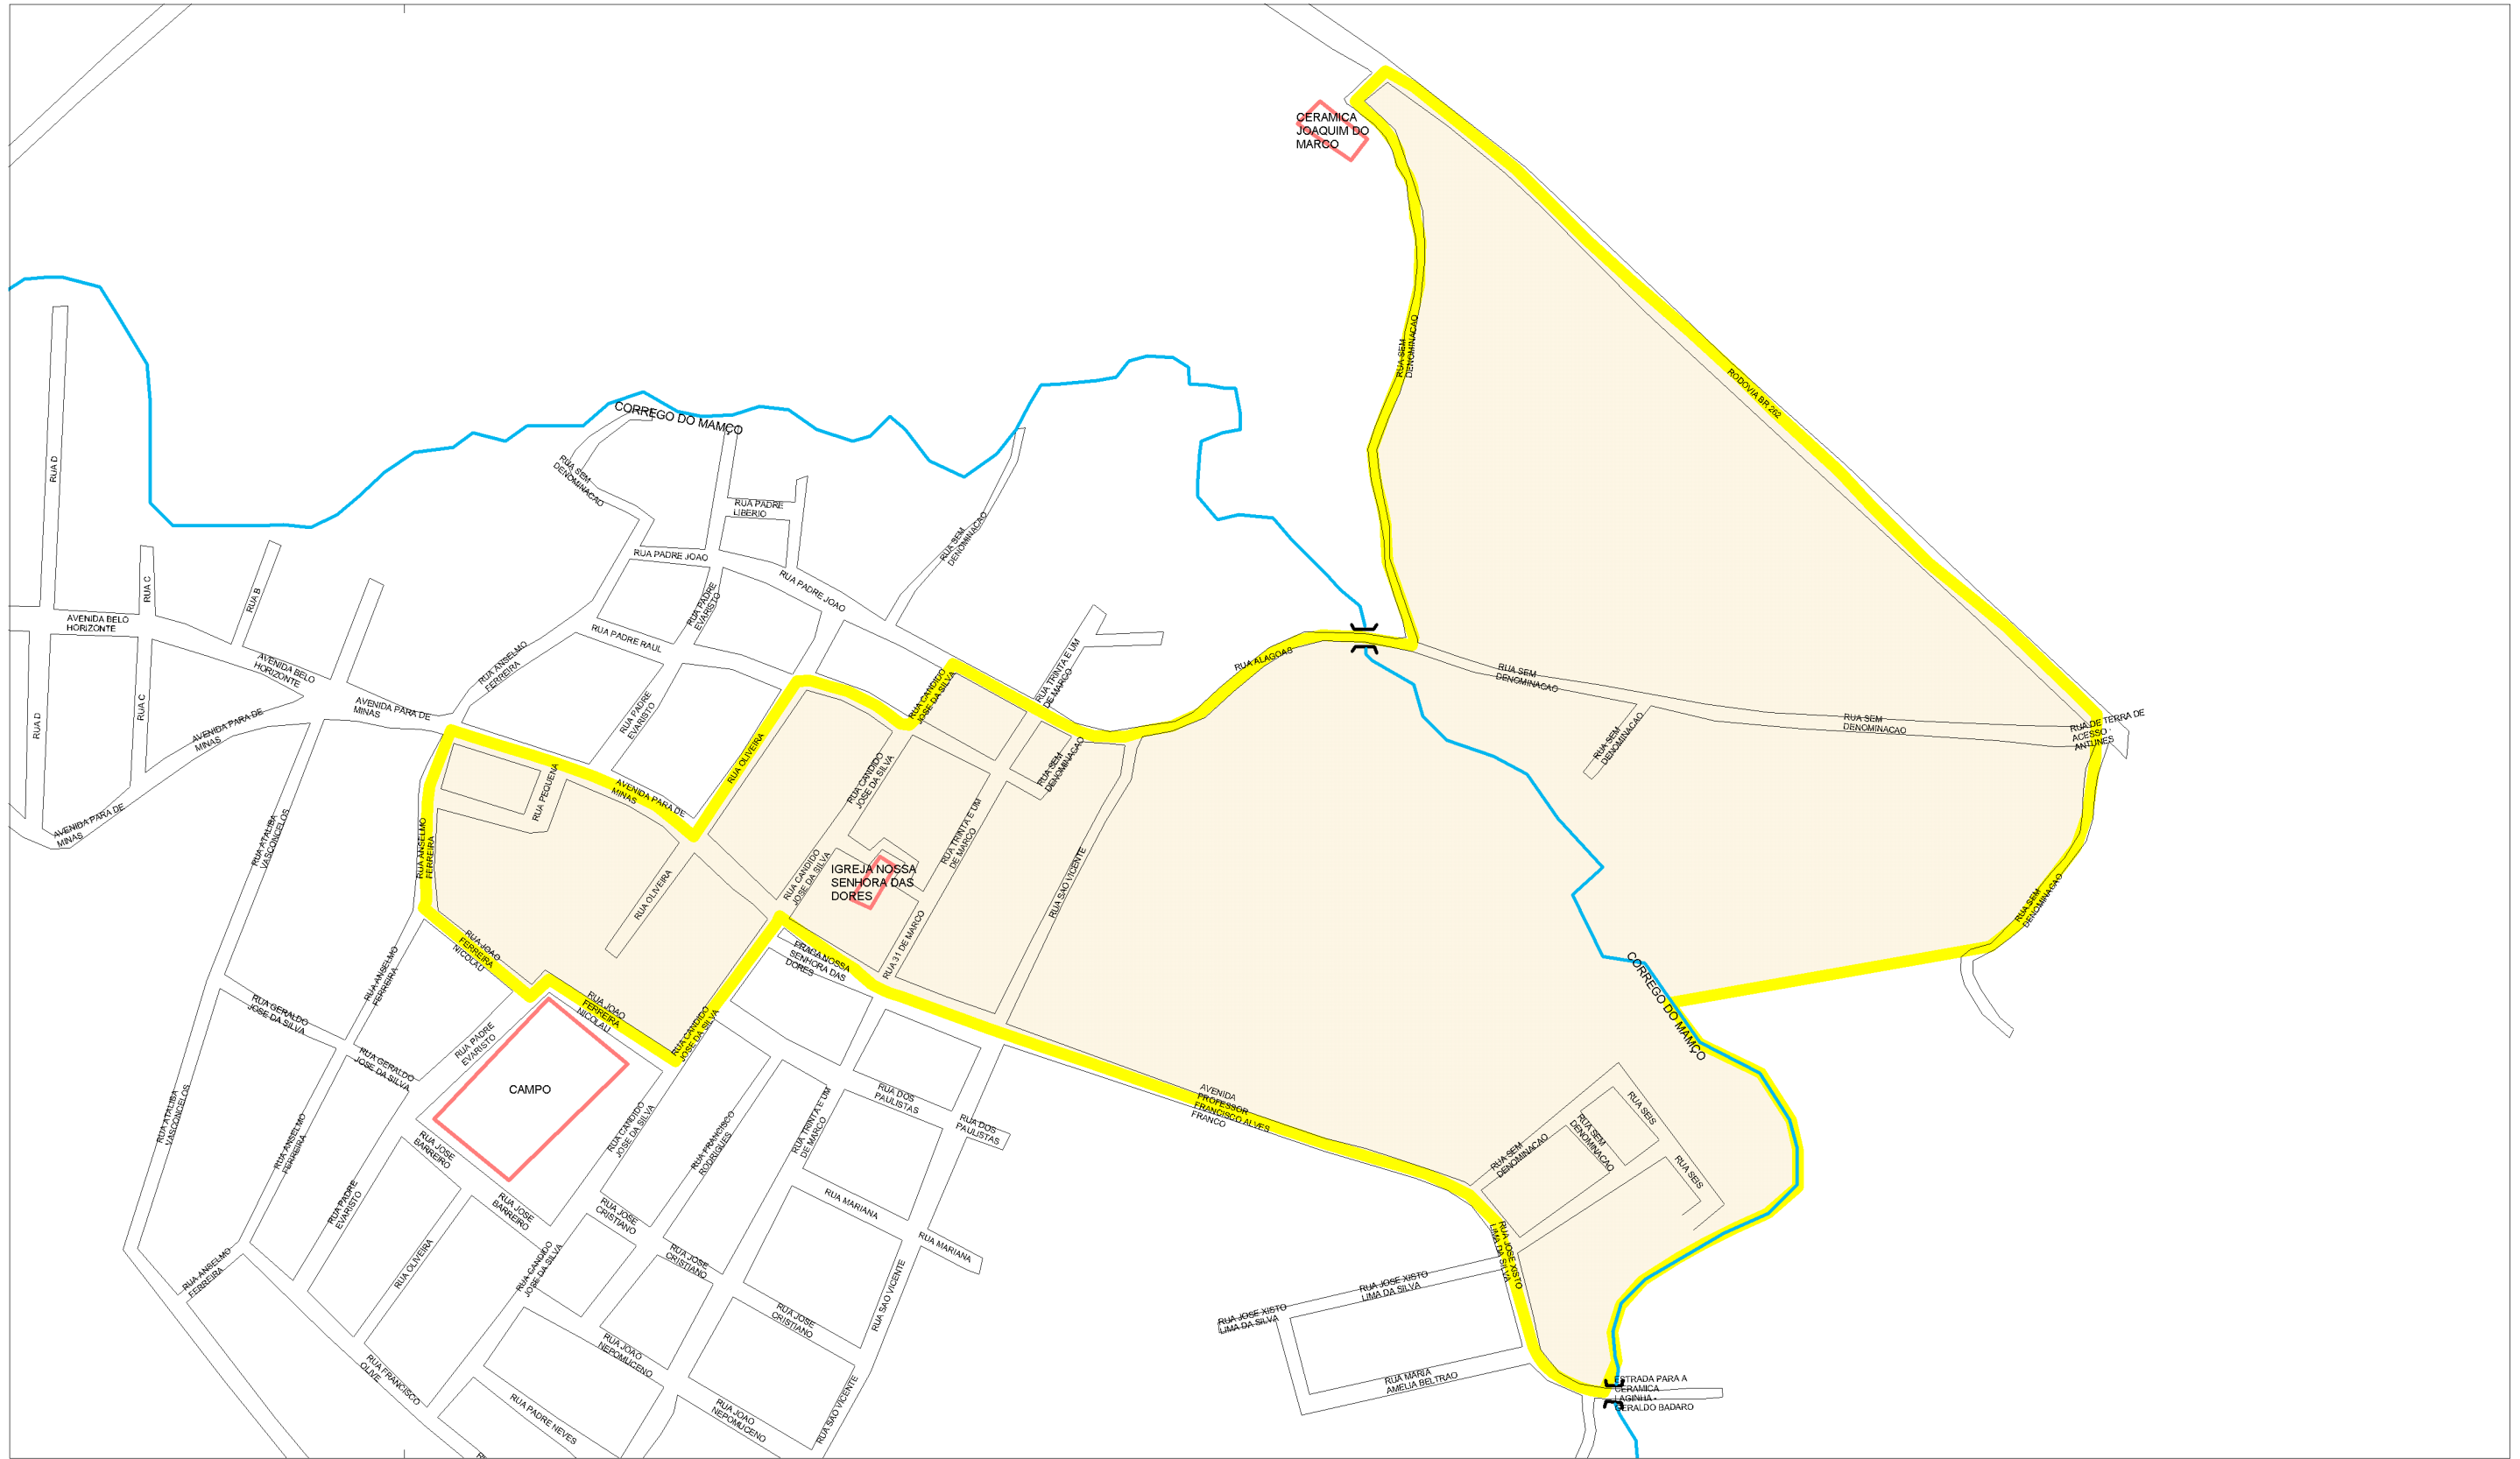 CERAMICA
JOAQUIM DO
MARCO
RUA SEM
DENOMINACAO
RODOVIA BR 262
CORREGO DO MAMÇO
RUA SEM
DENOMINACAO
RUA D
RUA PADRE
LIBERIO
RUA SEM
DENOMINACAO
RUA PADRE JOAO
RUA PADRE JOAO
RUA C
RUA B
RUA PADRE
EVARISTO
AVENIDA BELO
HORIZONTE
RUA PADRE RAUL
AVENIDA BELO
HORIZONTE
RUA ANSELMO
FERREIRA
RUA ALAGOAS
RUA TRINTA E UM
DE MARCO
RUA SEM
DENOMINACAO
RUA CANDIDO
JOSE DA SILVA
RUA D
RUA C
AVENIDA PARA DE
MINAS
AVENIDA PARA DE
MINAS
RUA PADRE
EVARISTO
RUA SEM
DENOMINACAO
RUA SEM
DENOMINACAO
RUA DE TERRA DE
ACESSO -
ANTUNES
RUA OLIVEIRA
RUA CANDIDO
JOSE DA SILVA
RUA SEM
DENOMINACAO
RUA PEQUENA
AVENIDA PARA DE
MINAS
AVENIDA PARA DE
MINAS
RUA ATALIBA
VASCONCELOS
RUA ANSELMO
FERREIRA
RUA TRINTA E UM
DE MARCO
RUA CANDIDO
JOSE DA SILVA
IGREJA NOSSA
SENHORA DAS
DORES
RUA SAO VICENTE
RUA OLIVEIRA
RUA SEM
DENOMINACAO
RUA 31 DE MARCO
RUA JOAO
FERREIRA
NICOLAU
PRACA NOSSA
SENHORA DAS
DORES
RUA ANSELMO
FERREIRA
CORREGO DO MAMÇO
RUA GERALDO
JOSE DA SILVA
RUA JOAO
FERREIRA
NICOLAU
RUA PADRE
EVARISTO
RUA CANDIDO
JOSE DA SILVA
RUA GERALDO
JOSE DA SILVA
CAMPO
RUA DOS
PAULISTAS
RUA DOS
PAULISTAS
AVENIDA
PROFESSOR
FRANCISCO ALVES
FRANCO
RUA SEIS
RUA SEM
DENOMINACAO
RUA SEM
DENOMINACAO
RUA SEIS
RUA ATALIBA
VASCONCELOS
RUA ANSELMO
FERREIRA
RUA JOSE
BARREIRO
RUA CANDIDO
JOSE DA SILVA
RUA FRANCISCO
RODRIGUES
RUA TRINTA E UM
DE MARCO
RUA PADRE
EVARISTO
RUA JOSE
BARREIRO
RUA JOSE
CRISTIANO
RUA MARIANA
RUA MARIANA
RUA JOSE XISTO
LIMA DA SILVA
RUA ANSELMO
FERREIRA
RUA OLIVEIRA
RUA CANDIDO
JOSE DA SILVA
RUA JOSE
CRISTIANO
RUA JOSE
CRISTIANO
RUA SAO VICENTE
RUA JOSE XISTO
LIMA DA SILVA
RUA JOSE XISTO
LIMA DA SILVA
RUA JOAO
NEPOMUCENO
RUA FRANCISCO
OLIVE
RUA MARIA
AMELIA BELTRAO
ESTRADA PARA A
CERAMICA
LAGINHA -
GERALDO BADARO
RUA PADRE NEVES
RUA JOAO
NEPOMUCENO
RUA SAO VICENTE